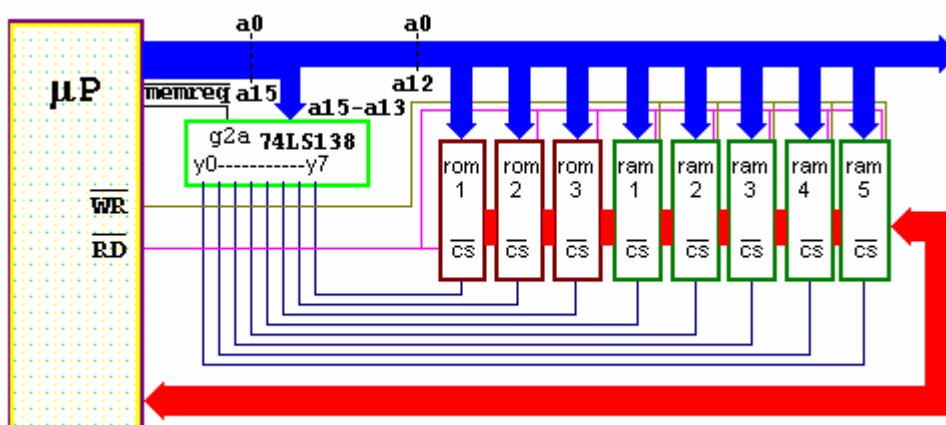 a0
a0
μP
memreq
a15
a12
a15-a13
g2a 74LS138
y0-----------y7
rom 1
rom 2
rom 3
ram 1
ram 2
ram 3
ram 4
ram 5
WR
RD
cs
cs
cs
cs
cs
cs
cs
cs